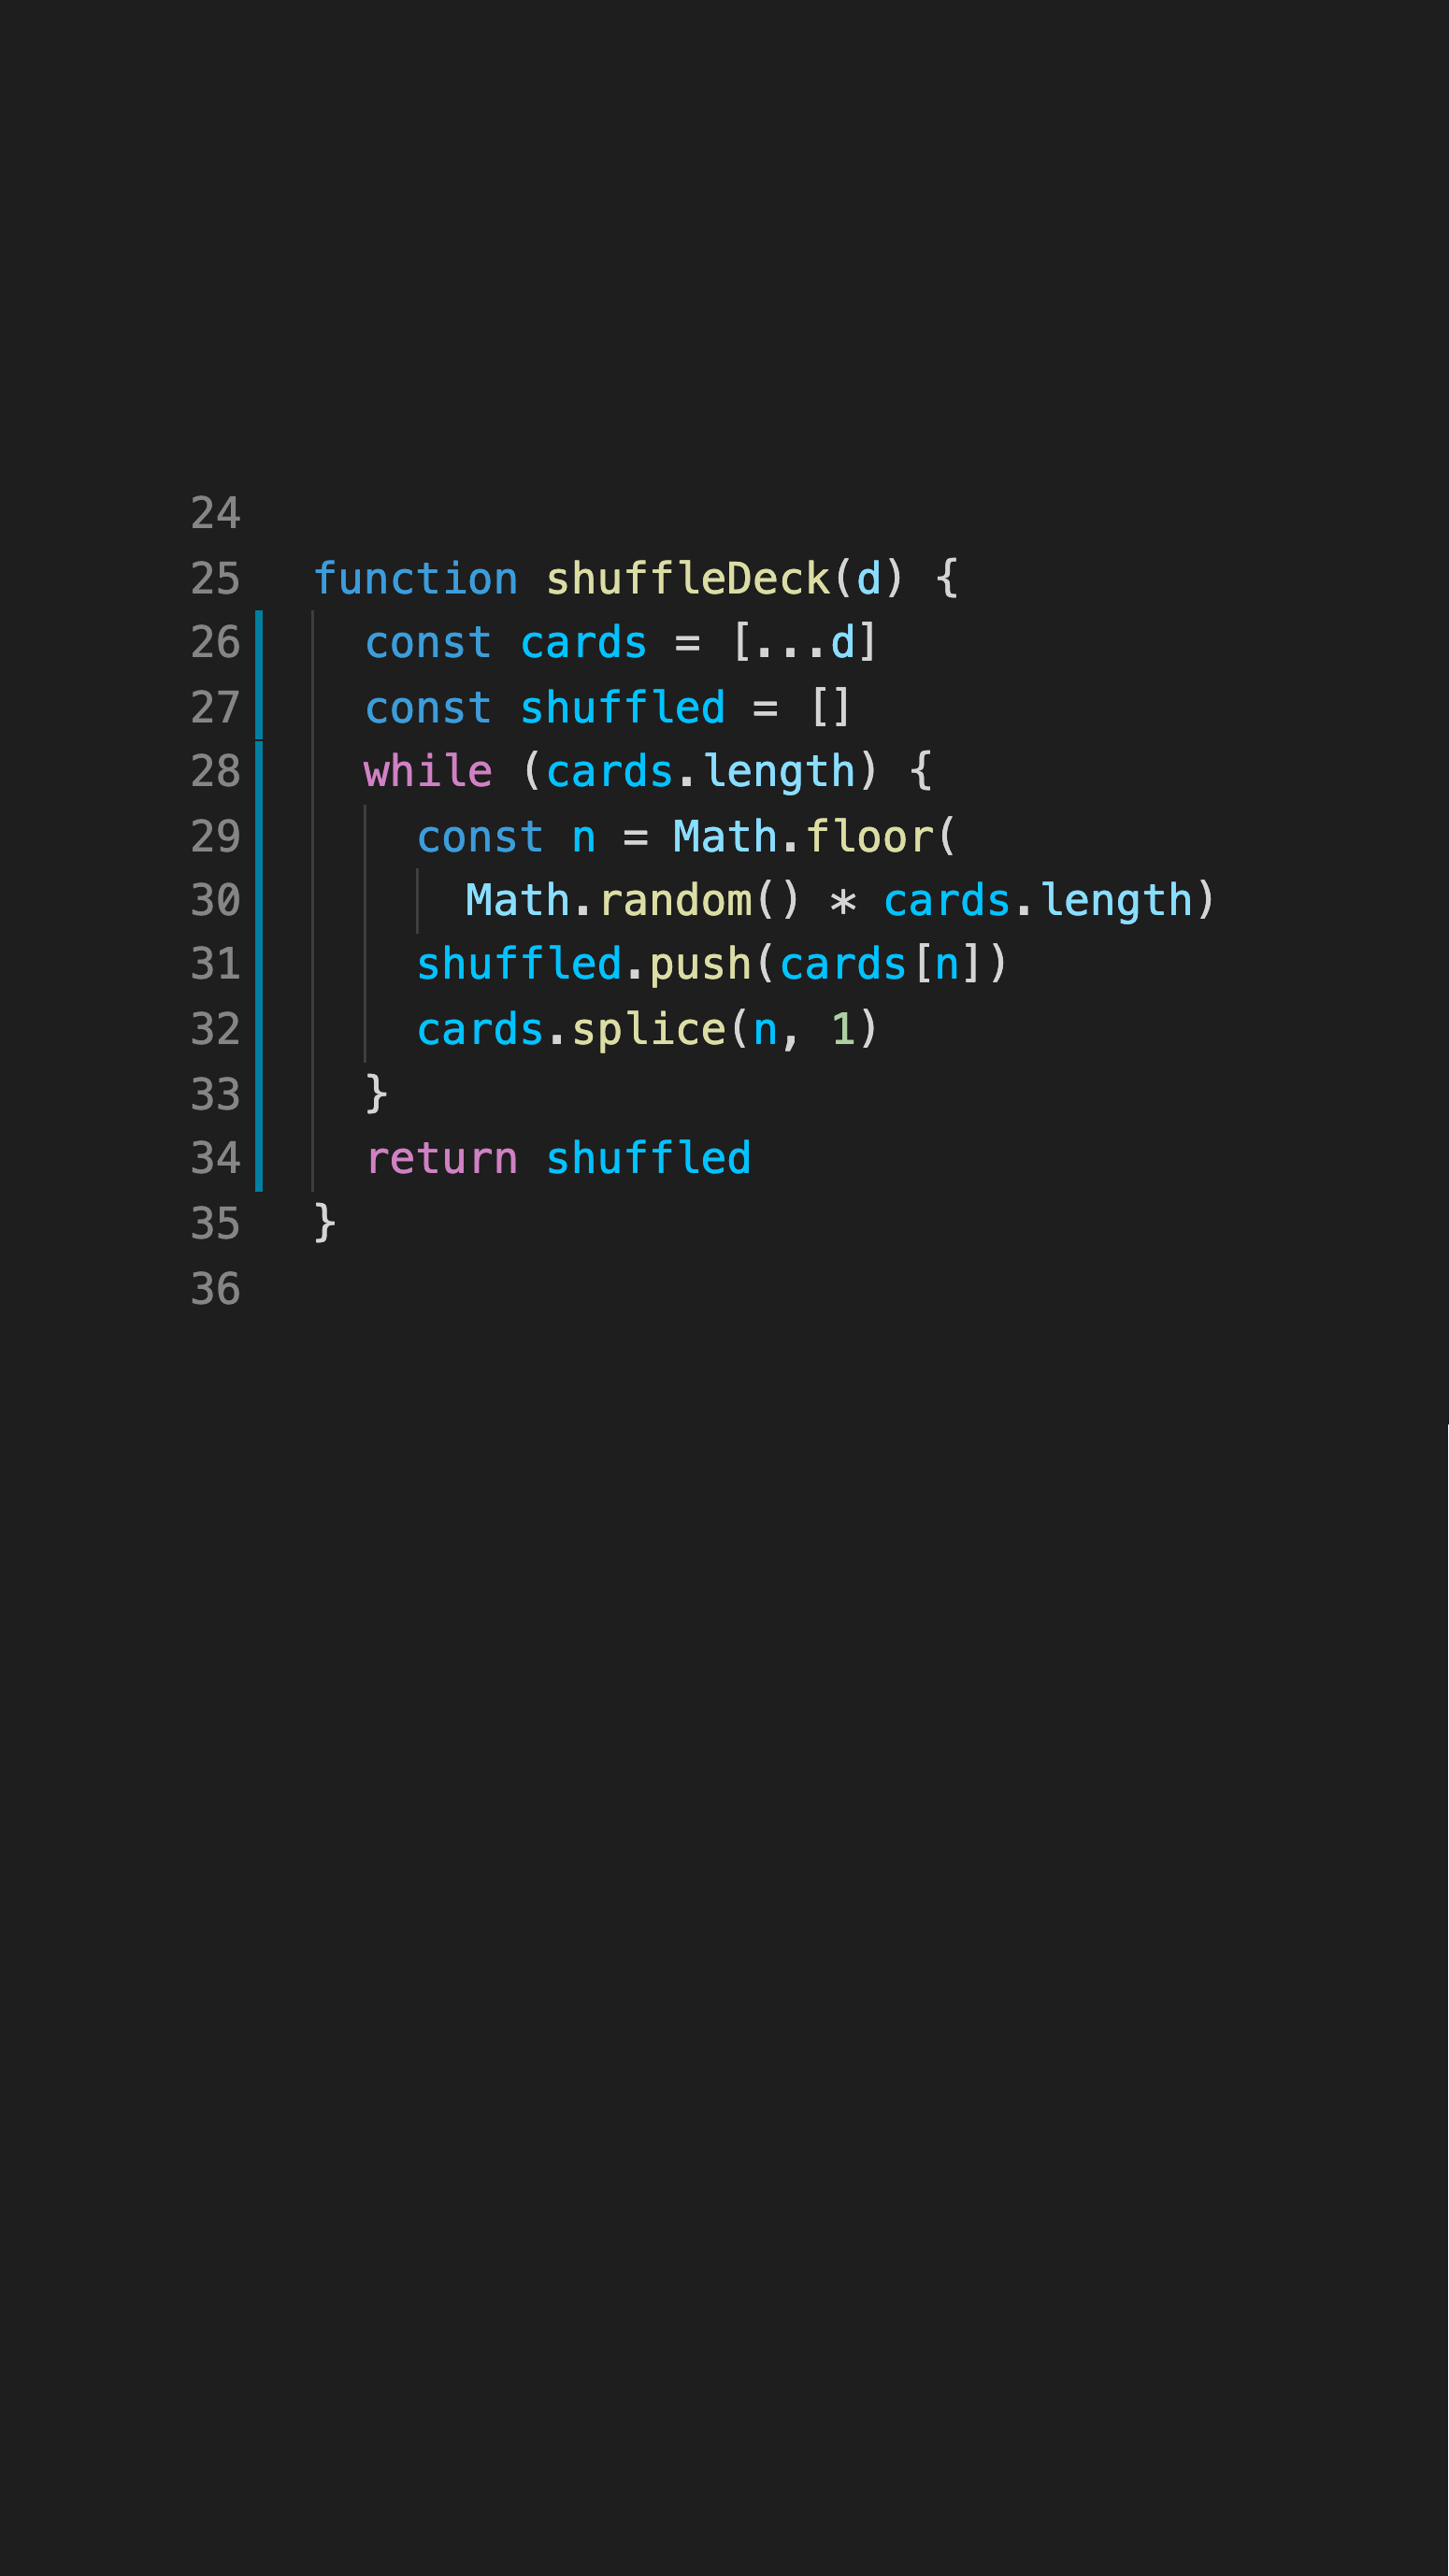 24
25 function shuffleDeck(d) {
26   const cards = [...d]
27   const shuffled = []
28   while (cards.length) {
29     const n = Math.floor(
30       Math.random() * cards.length)
31     shuffled.push(cards[n])
32     cards.splice(n, 1)
33   }
34   return shuffled
35 }
36